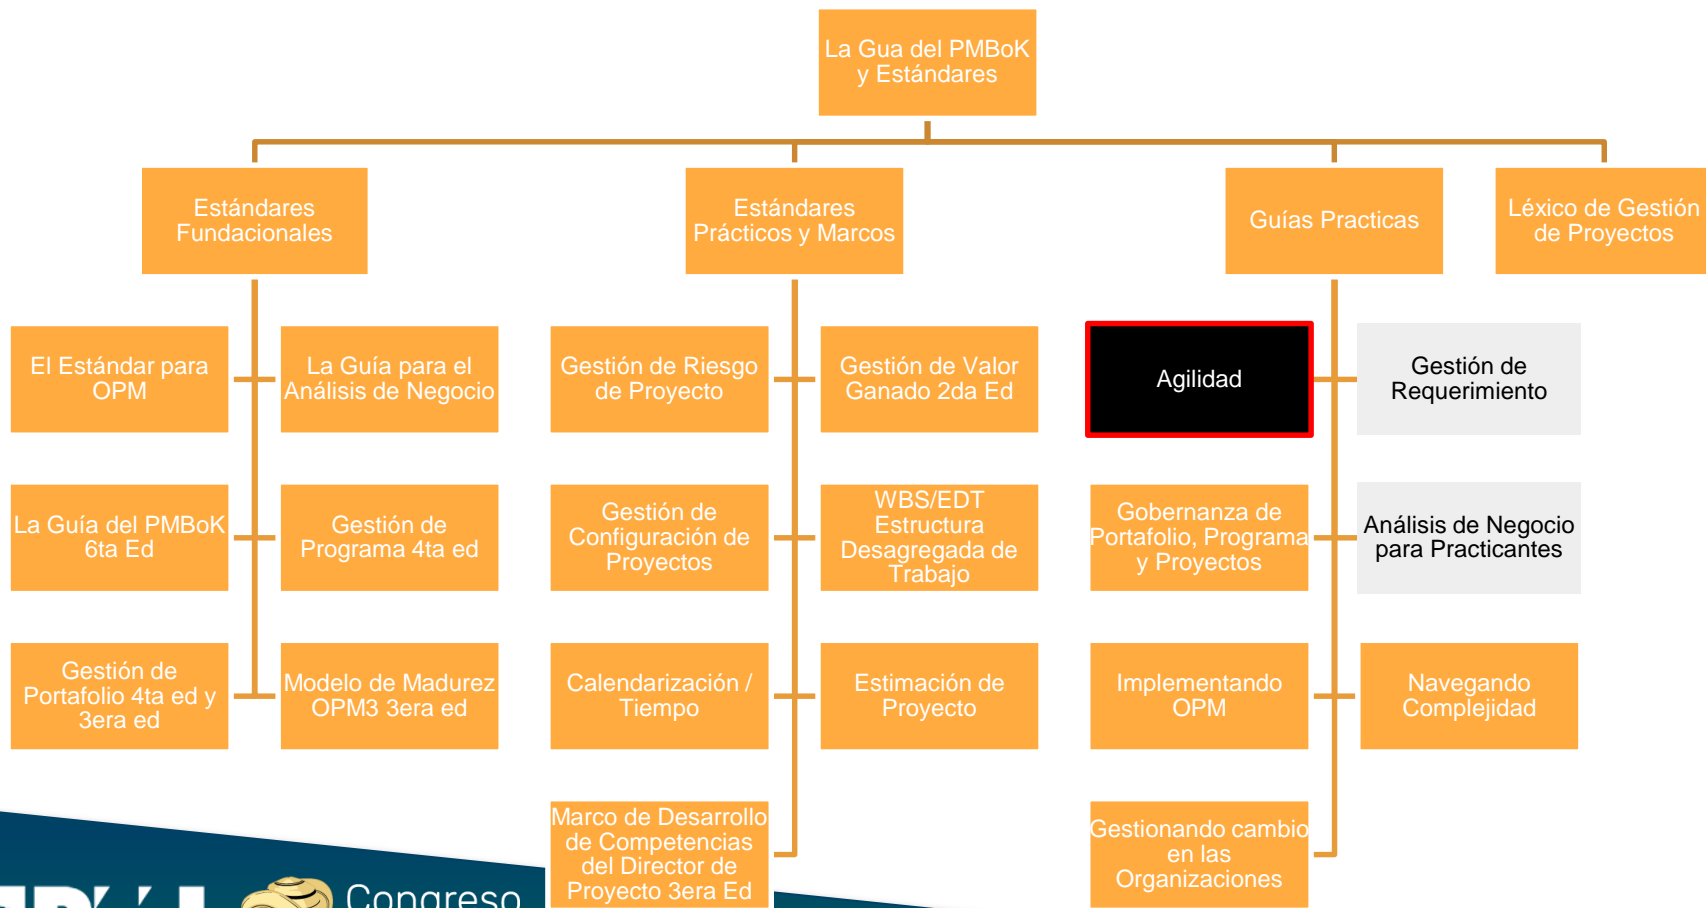 La Gua del PMBoK
y Estándares
Estándares
Fundacionales
Estándares
Prácticos y Marcos
Guías Practicas
Léxico de Gestión
de Proyectos
El Estándar para
OPM
La Guía para el
Análisis de Negocio
Gestión de Riesgo
de Proyecto
Gestión de Valor
Ganado 2da Ed
Agilidad
Gestión de
Requerimiento
La Guía del PMBoK
6ta Ed
Gestión de
Programa 4ta ed
Gestión de
Configuración de
Proyectos
WBS/EDT
Estructura
Desagregada de
Trabajo
Gobernanza de
Portafolio, Programa
y Proyectos
Análisis de Negocio
para Practicantes
Gestión de
Portafolio 4ta ed y
3era ed
Modelo de Madurez
OPM3 3era ed
Calendarización /
Tiempo
Estimación de
Proyecto
Implementando
OPM
Navegando
Complejidad
Marco de Desarrollo
de Competencias
del Director de
Proyecto 3era Ed
Gestionando cambio
en las
Organizaciones
Congreso